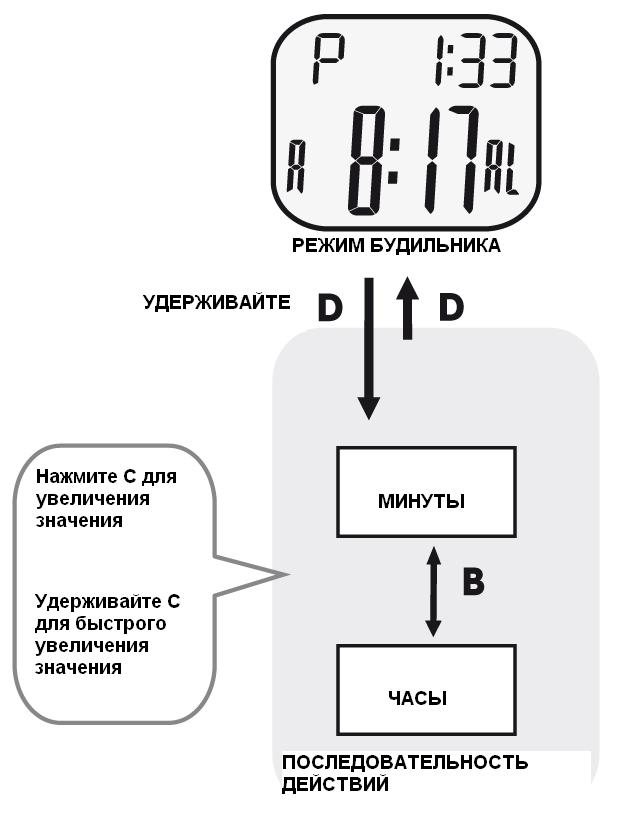 P 1:33
A 8:17 AL
РЕЖИМ БУДИЛЬНИКА
УДЕРЖИВАЙТЕ D D
Нажмите С для
увеличения
значения
МИНУТЫ
B
Удерживайте С
для быстрого
увеличения
значения
ЧАСЫ
ПОСЛЕДОВАТЕЛЬНОСТЬ
ДЕЙСТВИЙ